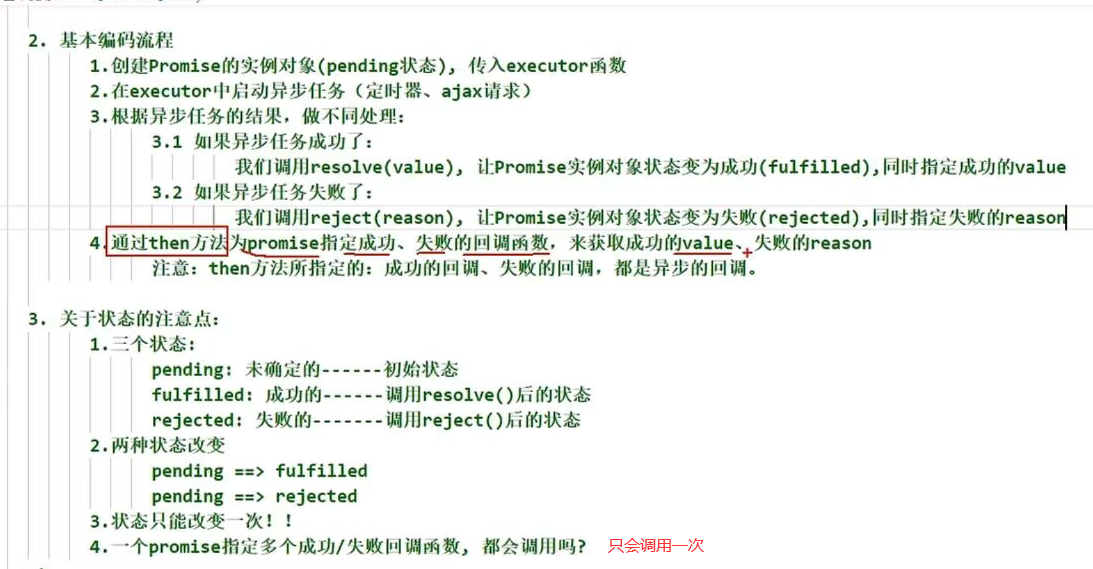 2. 基本编码流程
1.创建Promise的实例对象(pending状态), 传入executor函数
2.在executor中启动异步任务（定时器、ajax请求）
3.根据异步任务的结果，做不同处理：
3.1 如果异步任务成功了：
我们调用resolve(value), 让Promise实例对象状态变为成功(fulfilled),同时指定成功的value
3.2 如果异步任务失败了：
我们调用reject(reason), 让Promise实例对象状态变为失败(rejected),同时指定失败的reason
4.通过then方法为promise指定成功、失败的回调函数，来获取成功的value、失败的reason
注意：then方法所指定的：成功的回调、失败的回调，都是异步的回调。
3. 关于状态的注意点：
1.三个状态：
pending: 未确定的------初始状态
fulfilled: 成功的------调用resolve()后的状态
rejected: 失败的-------调用reject()后的状态
2.两种状态改变
pending ==> fulfilled
pending ==> rejected
3.状态只能改变一次！！
4.一个promise指定多个成功/失败回调函数, 都会调用吗? 只会调用一次